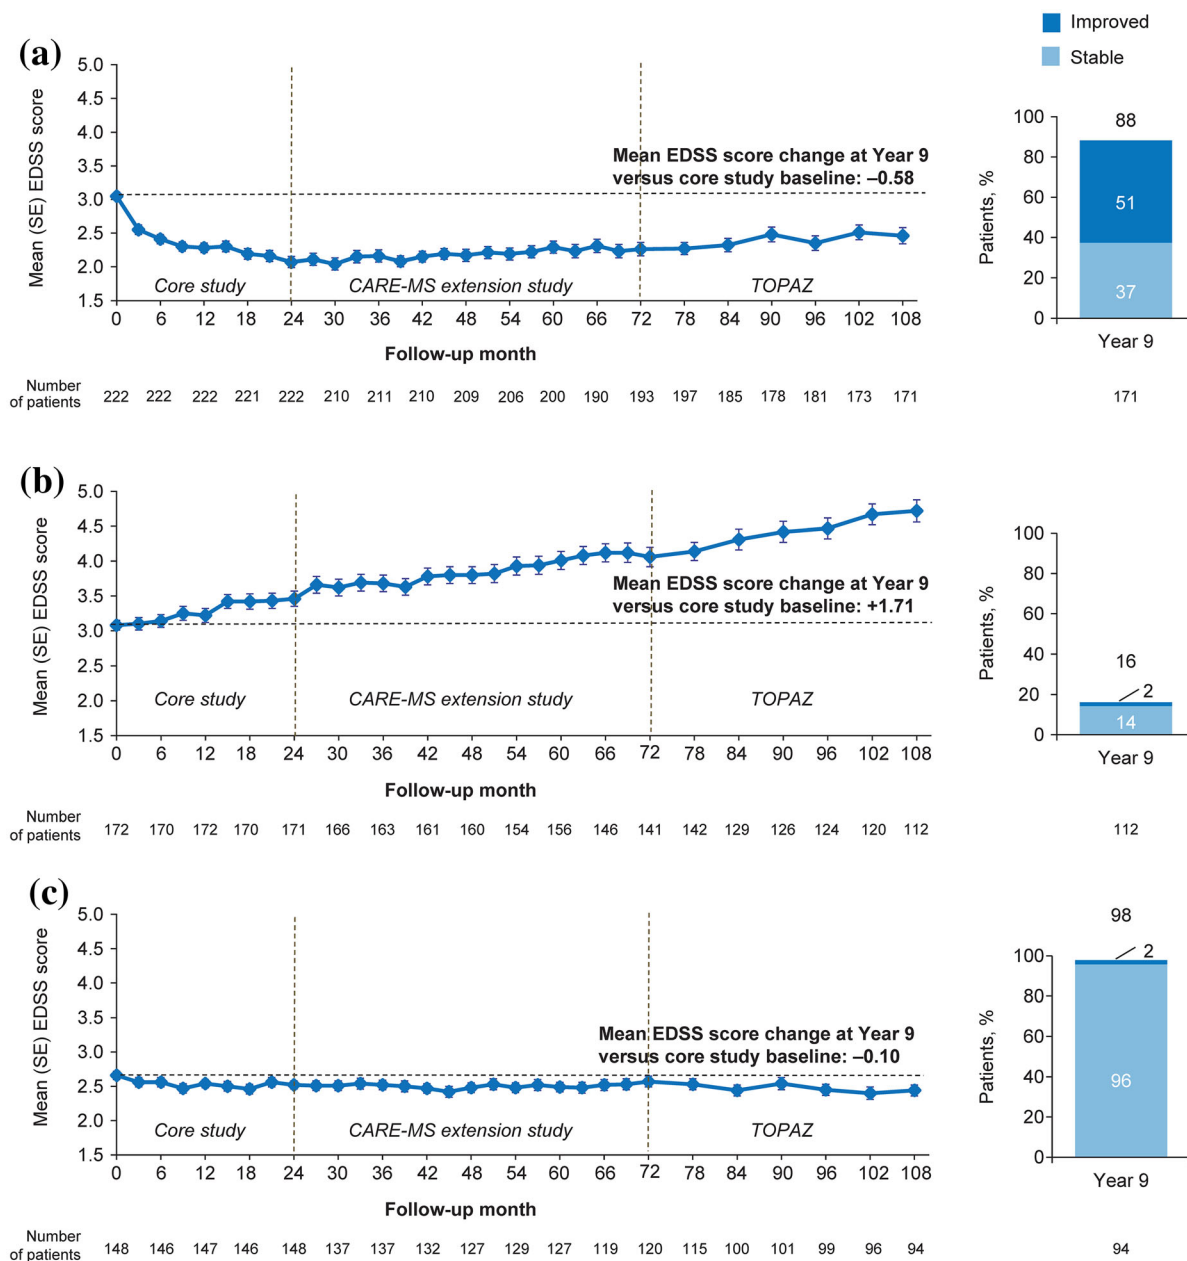 Improved
Stable
(a)
Mean (SE) EDSS score
5.0
4.5
4.0
3.5
3.0
2.5
2.0
1.5
Mean EDSS score change at Year 9
versus core study baseline: –0.58
Core study
CARE-MS extension study
TOPAZ
0 6 12 18 24 30 36 42 48 54 60 66 72 78 84 90 96 102 108
Follow-up month
Number
of patients
222 222 222 221 222 210 211 210 209 206 200 190 193 197 185 178 181 173 171
Patients, %
100
80
60
40
20
0
88
51
37
Year 9
171
(b)
Mean (SE) EDSS score
5.0
4.5
4.0
3.5
3.0
2.5
2.0
1.5
Mean EDSS score change at Year 9
versus core study baseline: +1.71
Core study
CARE-MS extension study
TOPAZ
0 6 12 18 24 30 36 42 48 54 60 66 72 78 84 90 96 102 108
Follow-up month
Number
of patients
172 170 172 170 171 166 163 161 160 154 156 146 141 142 129 126 124 120 112
Patients, %
100
80
60
40
20
0
16
2
14
Year 9
112
(c)
Mean (SE) EDSS score
5.0
4.5
4.0
3.5
3.0
2.5
2.0
1.5
Mean EDSS score change at Year 9
versus core study baseline: –0.10
Core study
CARE-MS extension study
TOPAZ
0 6 12 18 24 30 36 42 48 54 60 66 72 78 84 90 96 102 108
Follow-up month
Number
of patients
148 146 147 146 148 137 137 132 127 129 127 119 120 115 100 101 99 96 94
Patients, %
100
80
60
40
20
0
98
2
96
Year 9
94